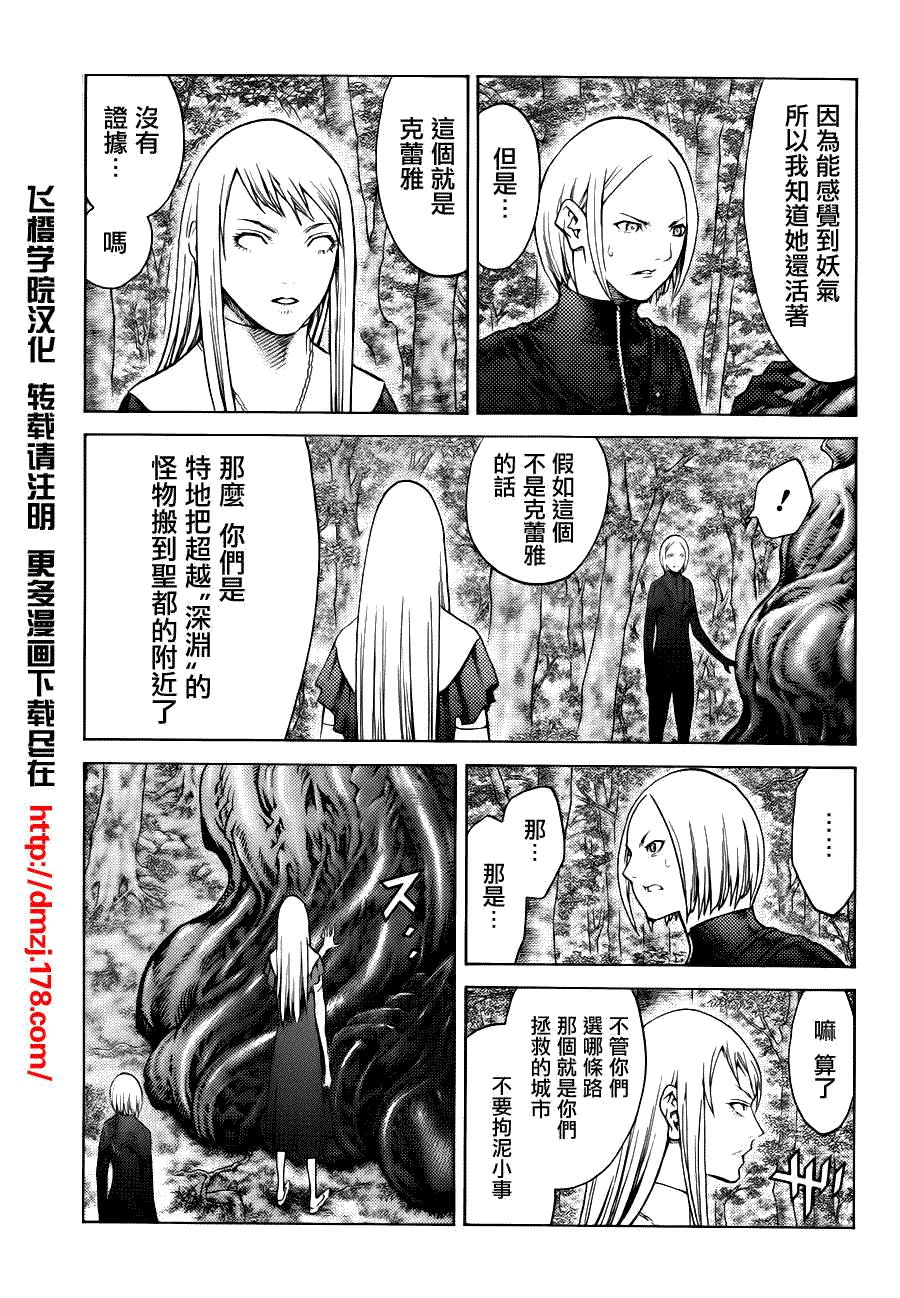 因為能感覺到妖氣
所以我知道她還活著
但是…
這個就是
克蕾雅
沒有
證據…
嗎
！
假如這個
不是克蕾雅
的話
那麼 你們是
特地把超越〝深淵〞的
怪物搬到聖都的附近了
……
那…
那是…
嘛 算了
不管你們
選哪條路
那個就是你們
拯救的城市
不要拘泥小事
ザッ
ス…
飞橙学院汉化 转载请注明 更多漫画下载尽在 http://dmzj.178.com/